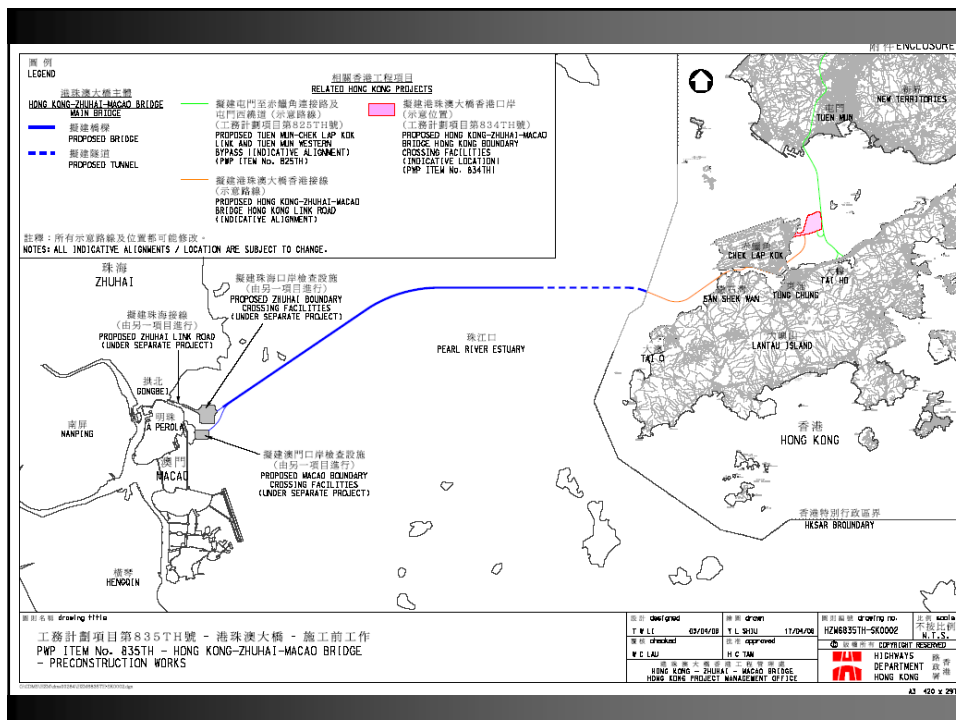 附件 ENCLOSURE
圖 例
LEGEND
港珠澳大橋主體
HONG KONG-ZHUHAI-MACAO BRIDGE
MAIN BRIDGE
擬建橋樑
PROPOSED BRIDGE
擬建隧道
PROPOSED TUNNEL
相關香港工程項目
RELATED HONG KONG PROJECTS
擬建屯門至赤鱲角連接路及
屯門西繞道 (示意路線)
(工務計劃項目第825TH號)
PROPOSED TUEN MUN-CHEK LAP KOK
LINK AND TUEN MUN WESTERN
BYPASS (INDICATIVE ALIGNMENT)
(PWP ITEM No. 825TH)
擬建港珠澳大橋香港接線
(示意路線)
PROPOSED HONG KONG-ZHUHAI-MACAO
BRIDGE HONG KONG LINK ROAD
(INDICATIVE ALIGNMENT)
擬建港珠澳大橋香港口岸
(示意位置)
(工務計劃項目第834TH號)
PROPOSED HONG KONG-ZHUHAI-MACAO
BRIDGE HONG KONG BOUNDARY
CROSSING FACILITIES
(INDICATIVE LOCATION)
(PWP ITEM No. 834TH)
註釋：所有示意路線及位置都可能修改。
NOTES: ALL INDICATIVE ALIGNMENTS / LOCATION ARE SUBJECT TO CHANGE.
新界
NEW TERRITORIES
屯門
TUEN MUN
赤鱲角
CHEK LAP KOK
大蠔
TAI HO
東涌
TUNG CHUNG
SAN SHEK WAN
大澳
TAI O
大嶼山
LANTAU ISLAND
香港
HONG KONG
香港特別行政區界
HKSAR BROUNDARY
珠江口
PEARL RIVER ESTUARY
珠海
ZHUHAI
擬建珠海口岸檢查設施
(由另一項目進行)
PROPOSED ZHUHAI BOUNDARY
CROSSING FACILITIES
(UNDER SEPARATE PROJECT)
擬建珠海接線
(由另一項目進行)
PROPOSED ZHUHAI LINK ROAD
(UNDER SEPARATE PROJECT)
拱北
GONGBEI
南屏
NANPING
明珠
A PEROLA
澳門
MACAO
擬建澳門口岸檢查設施
(由另一項目進行)
PROPOSED MACAO BOUNDARY
CROSSING FACILITIES
(UNDER SEPARATE PROJECT)
橫琴
HENGQIN
圖則名稱 drawing title
工務計劃項目第835TH號 - 港珠澳大橋 - 施工前工作
PWP ITEM No. 835TH - HONG KONG-ZHUHAI-MACAO BRIDGE
- PRECONSTRUCTION WORKS
設計 designed
T W LI 03/04/08
繪圖 drawn
Y L SHIU 17/04/08
覆核 checked
W C LAU
批准 approved
H C TAN
港珠澳大橋香港工程管理處
HONG KONG - ZHUHAI - MACAO BRIDGE
HONG KONG PROJECT MANAGEMENT OFFICE
圖則編號 drawing no.
HZM6835TH-SK0002
比例 scale
不按比例
N.T.S.
© 版權所有 COPYRIGHT RESERVED
HIGHWAYS
DEPARTMENT
HONG KONG
香港
路政署
A3 420 x 297